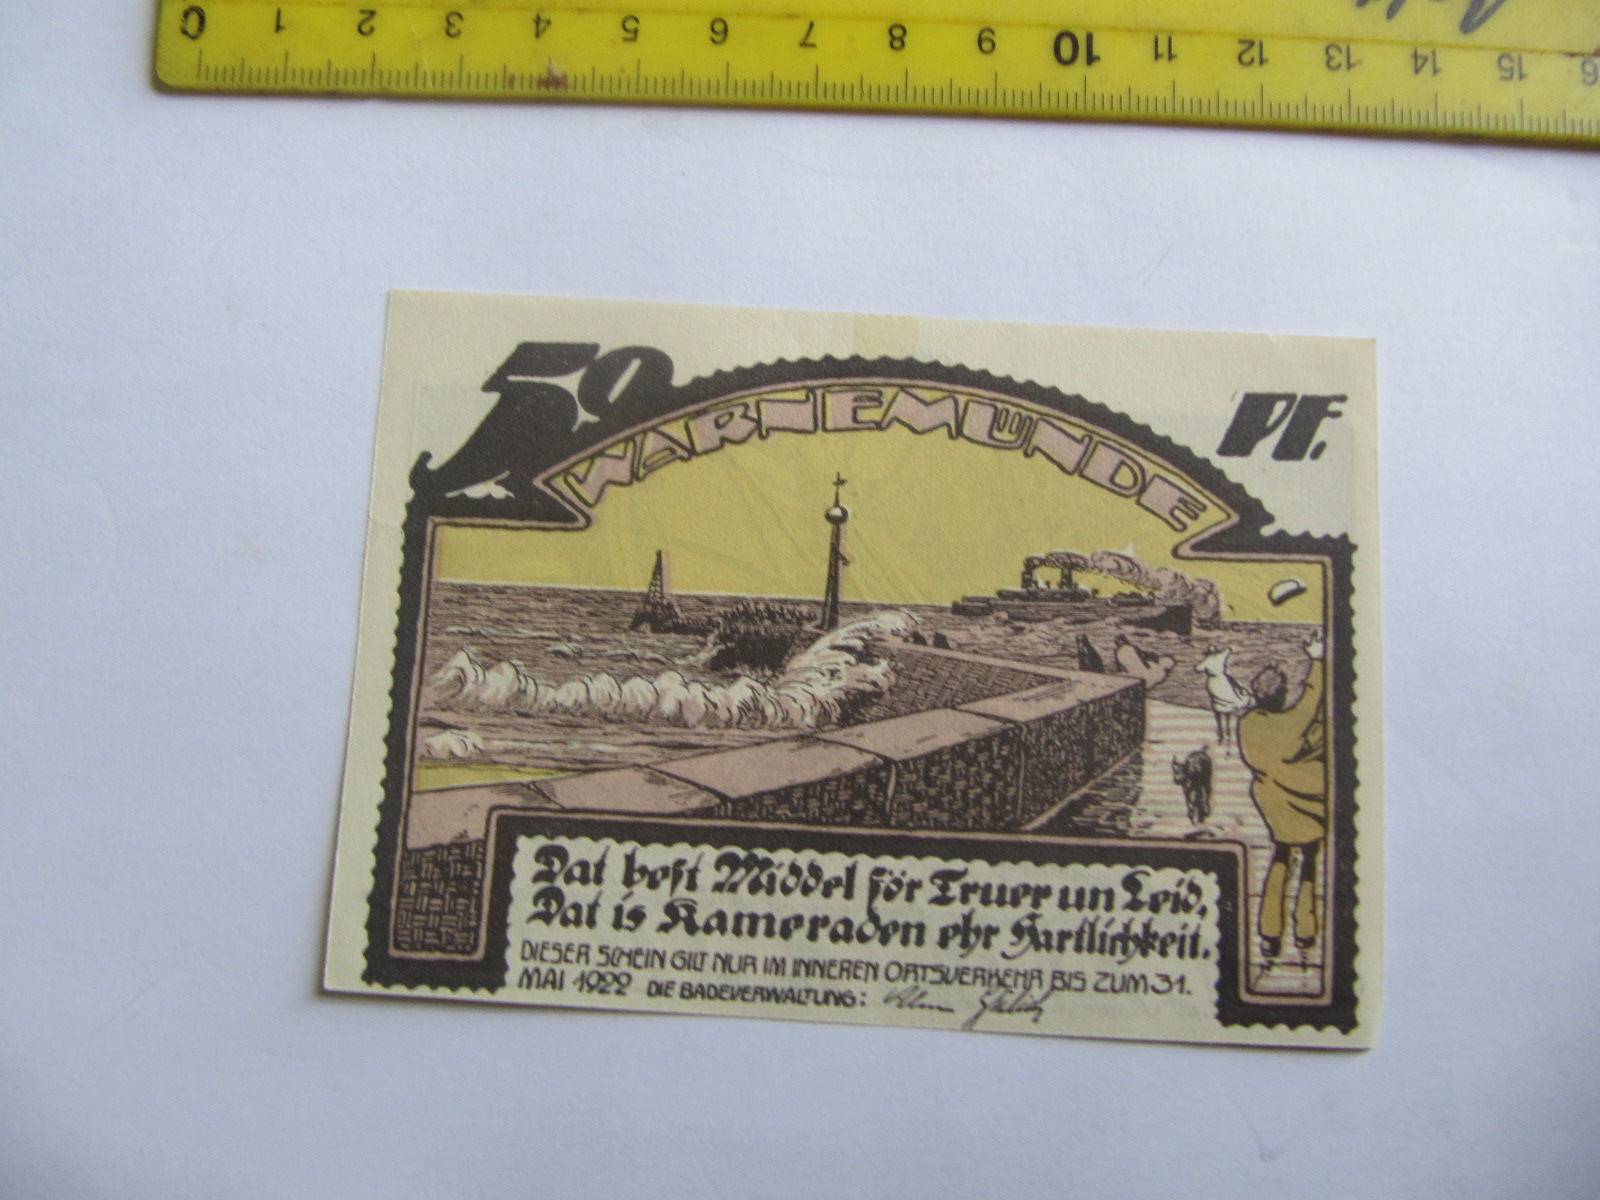 0 1 2 3 4 5 6 7 8 9 10 11 12 13 14 15
50 PF.
WARNEMÜNDE
Dat best Middel för Truer un Leid,
Dat is Kameraden ehr Hartlichkeit.
DIESER SCHEIN GILT NUR IM INNEREN ORTSVERKEHR BIS ZUM 31.
MAI 1922 DIE BADEVERWALTUNG: